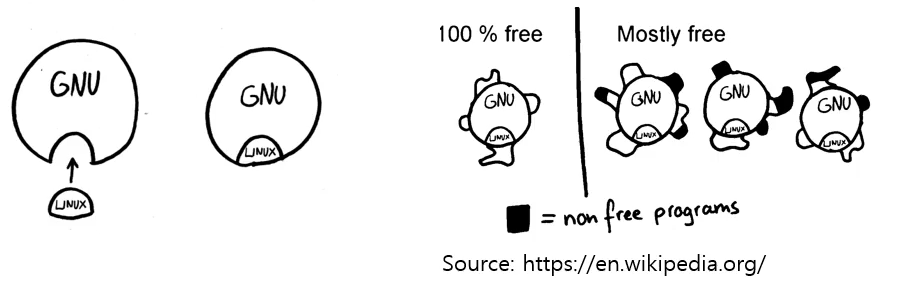 GNU
LINUX
GNU
LINUX
100 % free
GNU
LINUX
Mostly free
GNU
LINUX
GNU
LINUX
GNU
LINUX
= non free programs
Source: https://en.wikipedia.org/